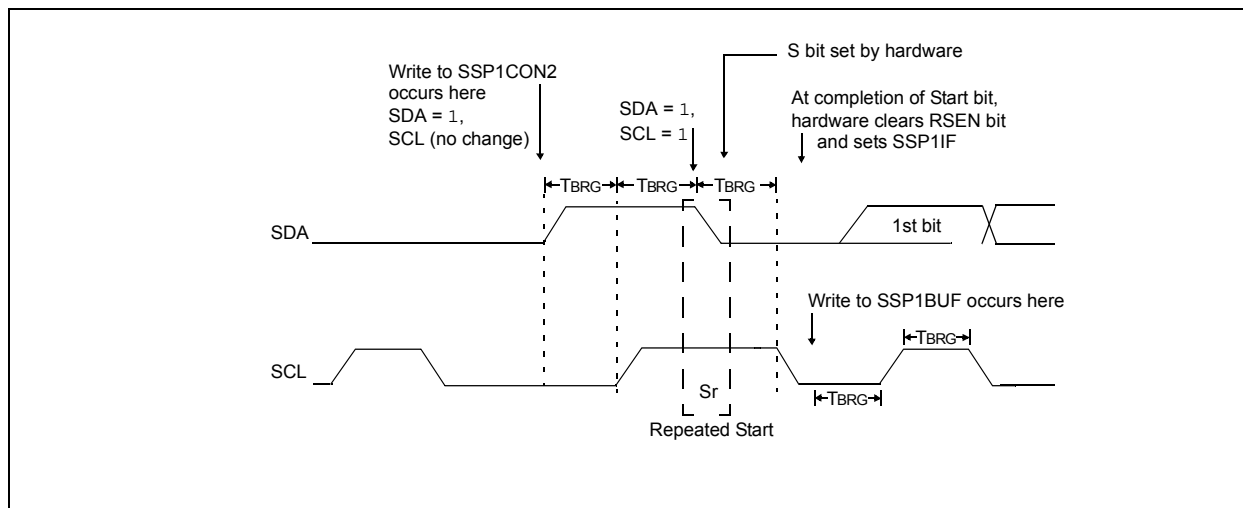 S bit set by hardware
Write to SSP1CON2
occurs here
SDA = 1,
SCL (no change)
SDA = 1,
SCL = 1
At completion of Start bit,
hardware clears RSEN bit
and sets SSP1IF
TBRG TBRG TBRG
SDA
1st bit
Write to SSP1BUF occurs here
TBRG
SCL
Sr
TBRG
Repeated Start